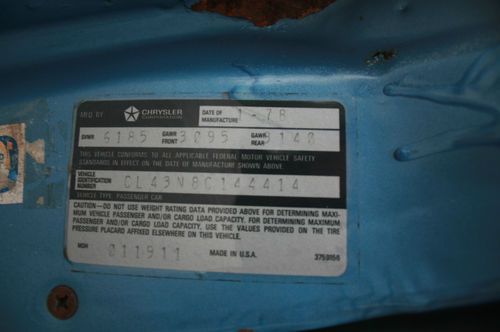 MFD BY CHRYSLER CORPORATION DATE OF MANUFACTURE 1-78
GVWR 6185 GAWR FRONT 3095 GAWR REAR 3140
THIS VEHICLE CONFORMS TO ALL APPLICABLE FEDERAL MOTOR VEHICLE SAFETY
STANDARDS IN EFFECT ON THE DATE OF MANUFACTURE SHOWN ABOVE
VEHICLE IDENTIFICATION NUMBER CL43N8C144414
VEHICLE TYPE: PASSENGER CAR
CAUTION—DO NOT USE WEIGHT RATING DATA PROVIDED ABOVE FOR DETERMINING MAXI-
MUM VEHICLE PASSENGER AND/OR CARGO LOAD CAPACITY. FOR DETERMINING MAXIMUM
PASSENGER AND/OR CARGO LOAD CAPACITY, USE THE VALUES PROVIDED ON THE TIRE
PRESSURE PLACARD AFFIXED ELSEWHERE ON THIS VEHICLE.
MDH 011911 MADE IN U.S.A. 3759156